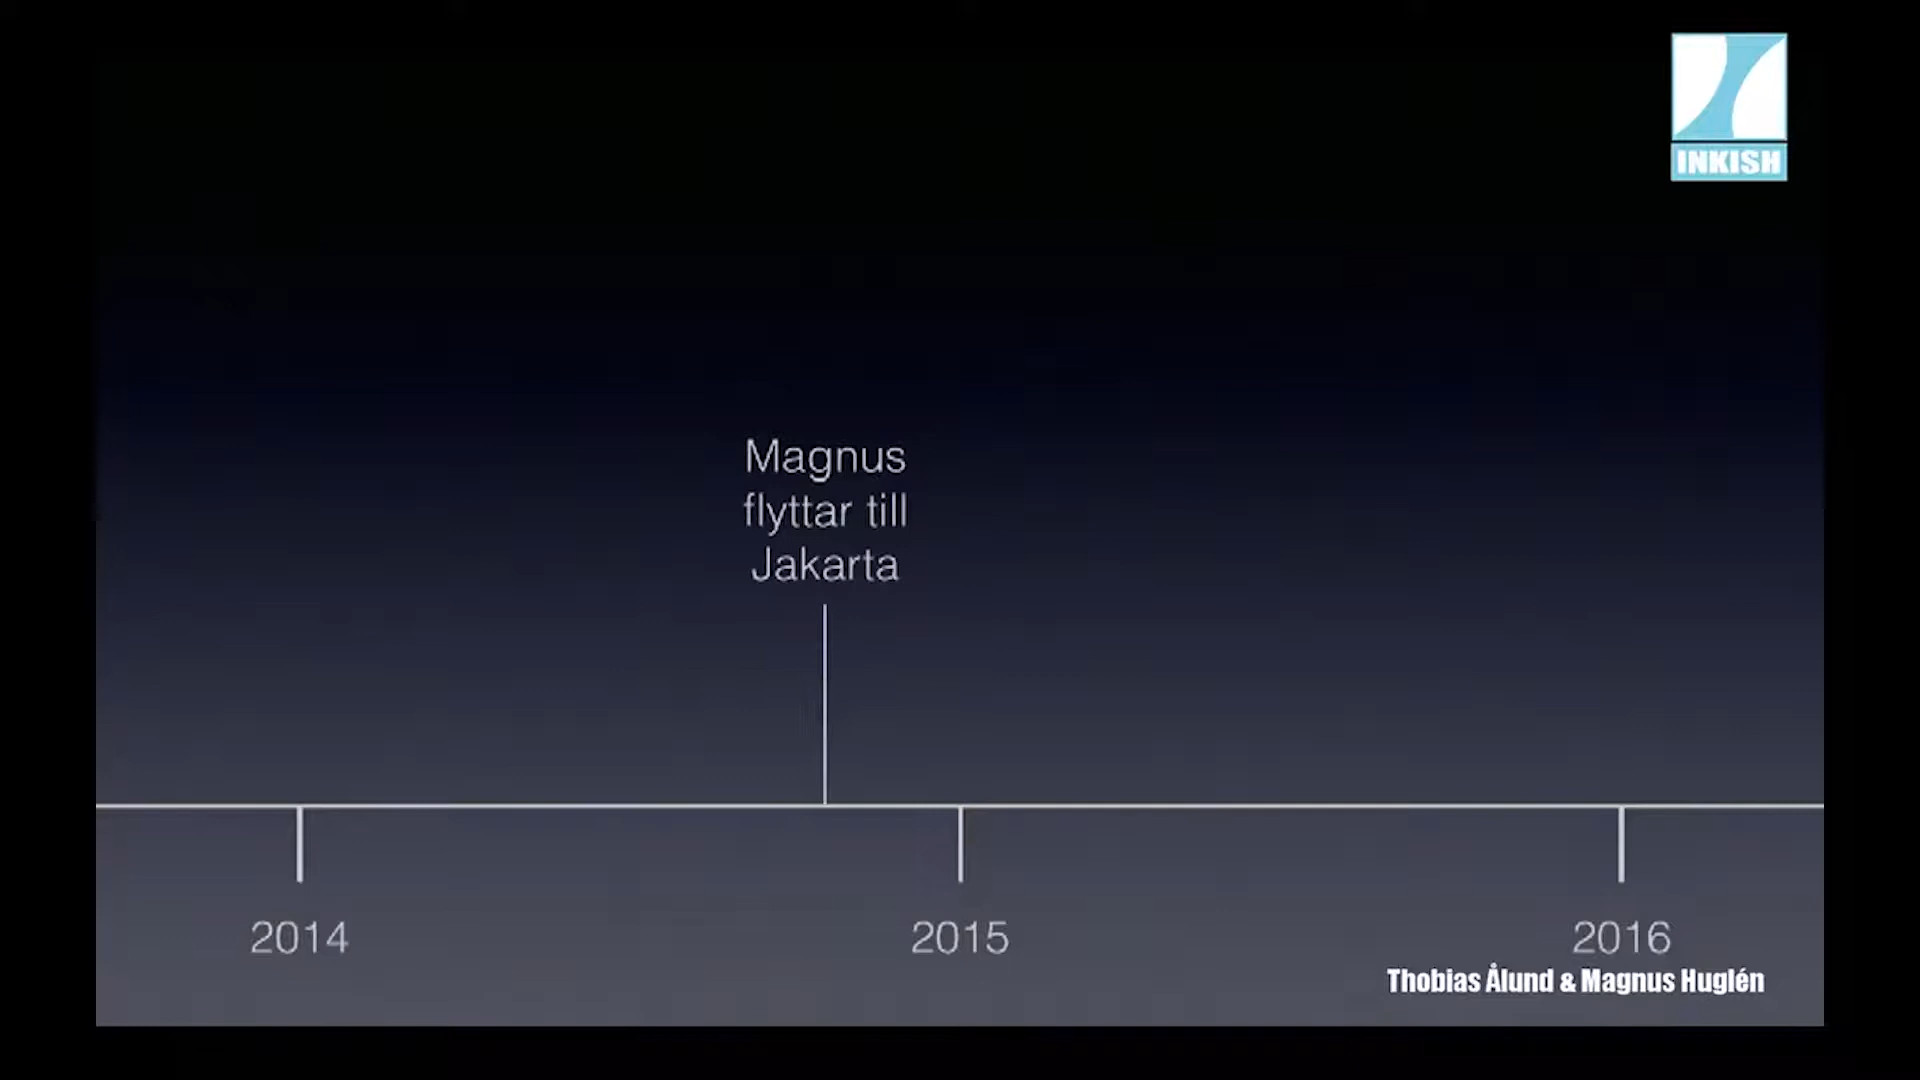 INKISH
Magnus
flyttar till
Jakarta
2014
2015
2016
Thobias Ålund & Magnus Huglén